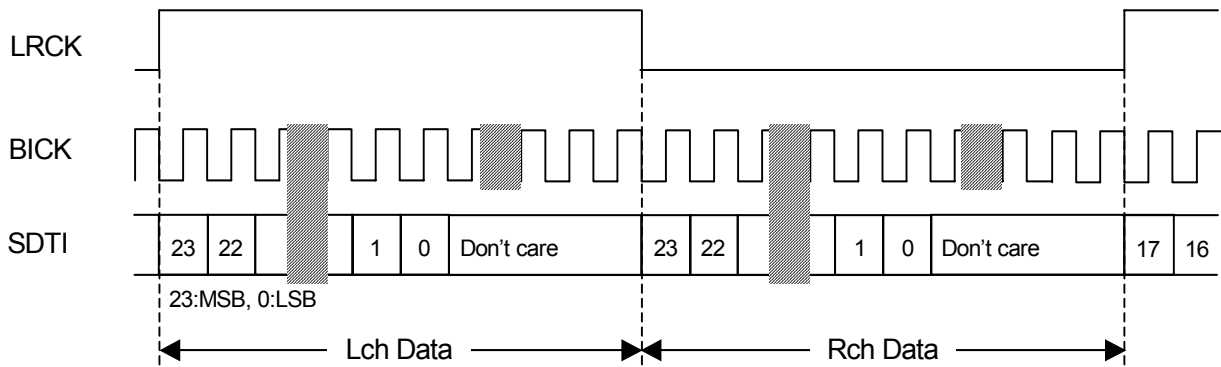 LRCK
BICK
SDTI 23 22 1 0 Don't care 23 22 1 0 Don't care 17 16
23:MSB, 0:LSB
Lch Data Rch Data